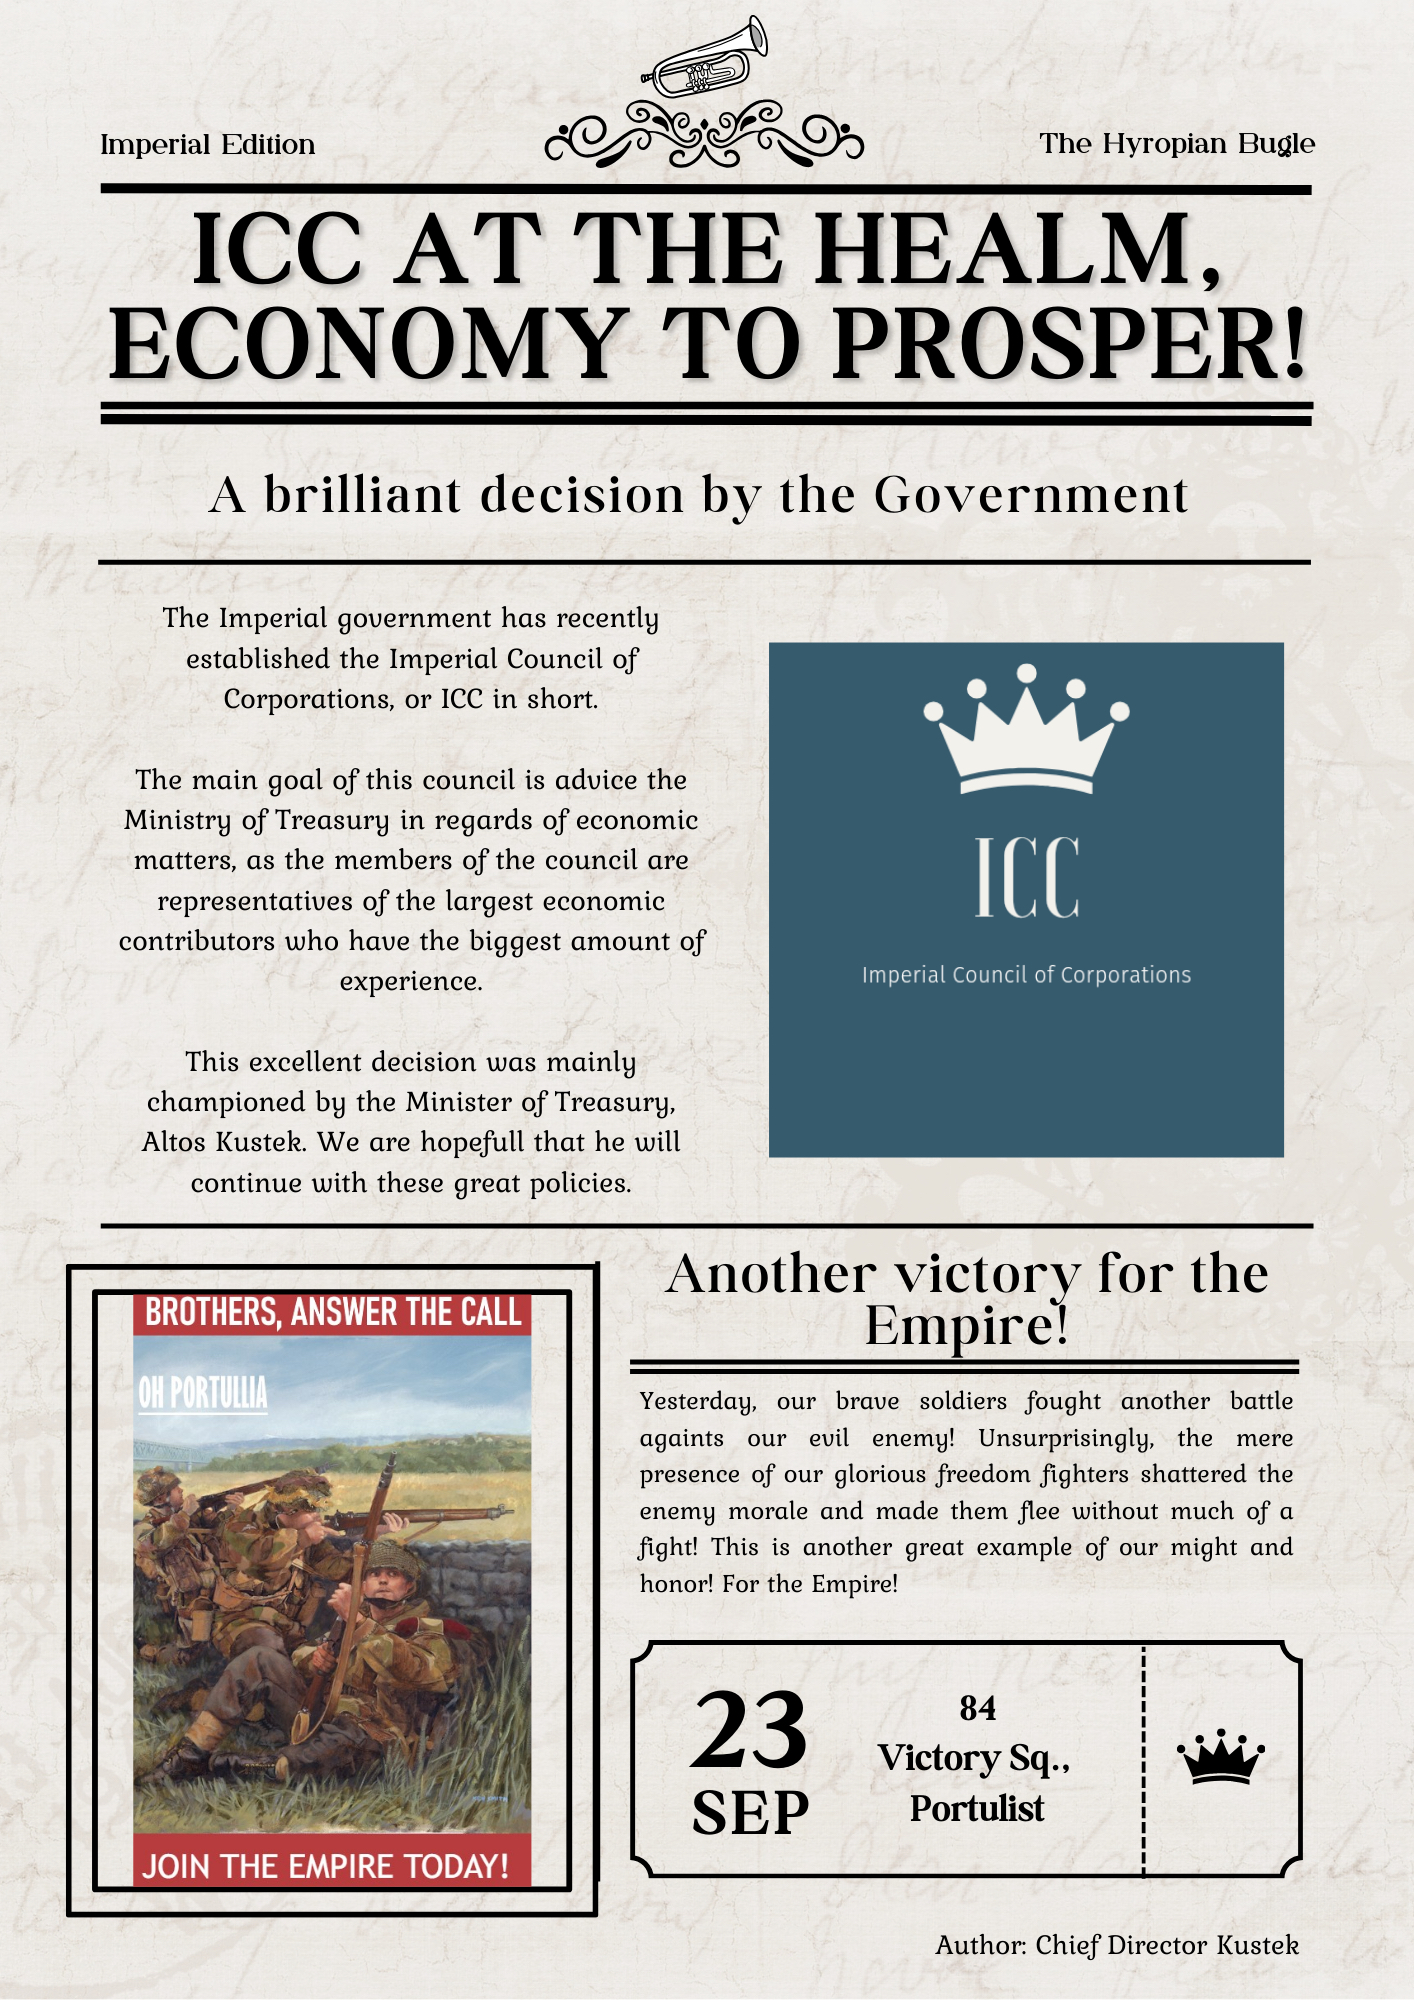 Imperial Edition
The Hyropian Bugle
ICC AT THE HEALM,
ECONOMY TO PROSPER!
A brilliant decision by the Government
The Imperial government has recently
established the Imperial Council of
Corporations, or ICC in short.
The main goal of this council is advice the
Ministry of Treasury in regards of economic
matters, as the members of the council are
representatives of the largest economic
contributors who have the biggest amount of
experience.
This excellent decision was mainly
championed by the Minister of Treasury,
Altos Kustek. We are hopefull that he will
continue with these great policies.
ICC
Imperial Council of Corporations
BROTHERS, ANSWER THE CALL
OH PORTULLIA
JOIN THE EMPIRE TODAY!
Another victory for the
Empire!
Yesterday, our brave soldiers fought another battle
againts our evil enemy! Unsurprisingly, the mere
presence of our glorious freedom fighters shattered the
enemy morale and made them flee without much of a
fight! This is another great example of our might and
honor! For the Empire!
23
SEP
84
Victory Sq.,
Portulist
Author: Chief Director Kustek